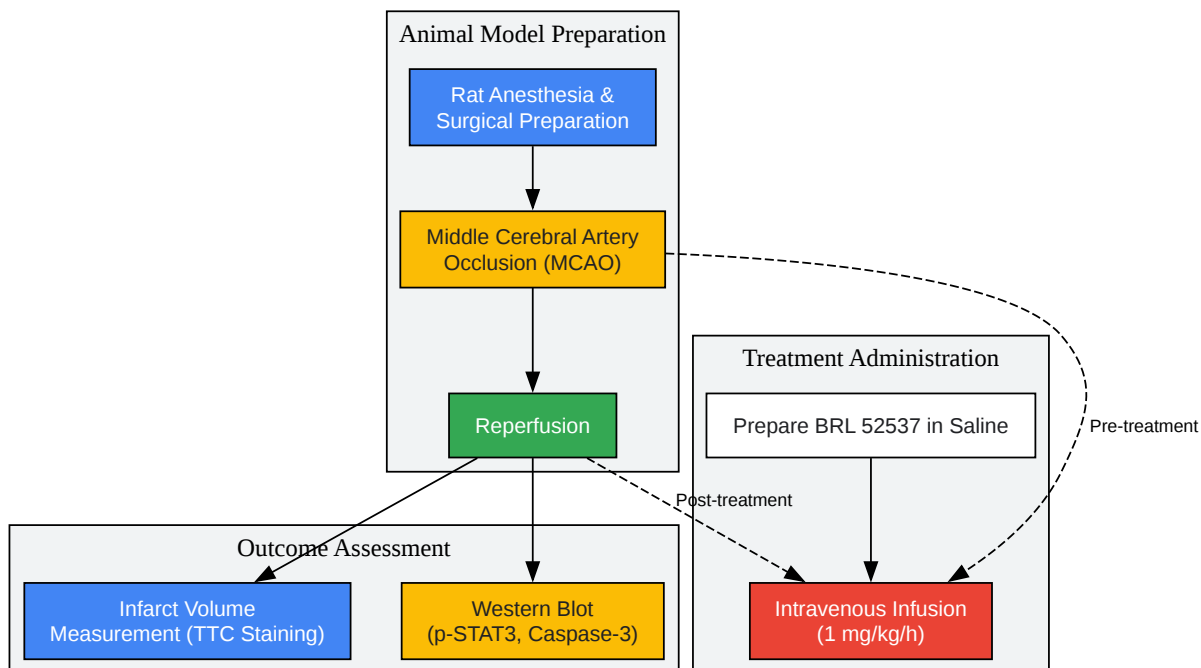 Animal Model Preparation
Rat Anesthesia &
Surgical Preparation
Middle Cerebral Artery
Occlusion (MCAO)
Reperfusion
Treatment Administration
Prepare BRL 52537 in Saline
Pre-treatment
Post-treatment
Outcome Assessment
Infarct Volume
Measurement (TTC Staining)
Western Blot
(p-STAT3, Caspase-3)
Intravenous Infusion
(1 mg/kg/h)